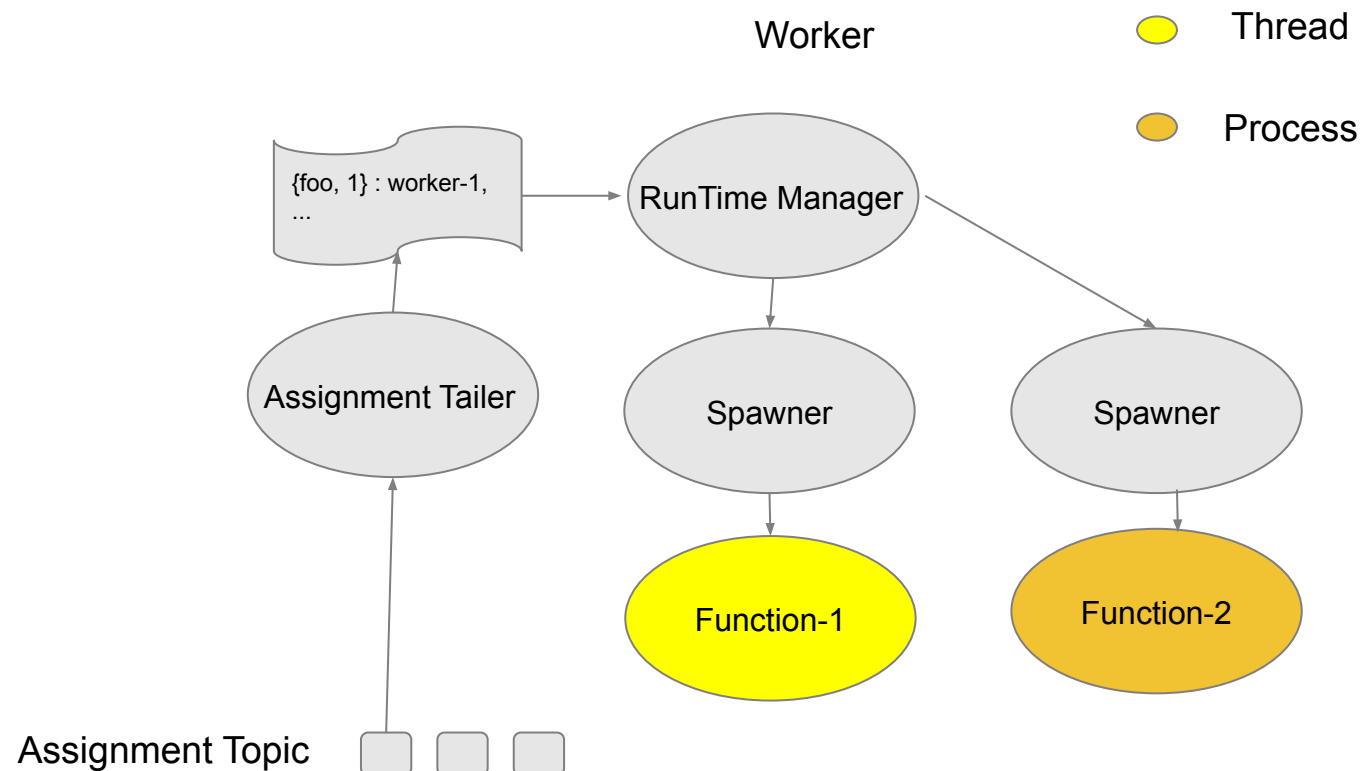 Worker
Thread
Process
{foo, 1} : worker-1,
...
RunTime Manager
Assignment Tailer
Spawner
Spawner
Function-1
Function-2
Assignment Topic